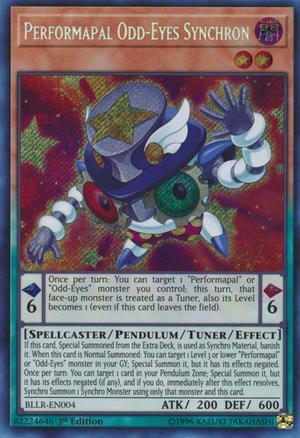 PERFORMAPAL ODD-EYES SYNCHRON
Once per turn: You can target 1 "Performapal" or
"Odd-Eyes" monster you control; this turn, that
face-up monster is treated as a Tuner, also its Level
becomes 1 (even if this card leaves the field).
6
6
[SPELLCASTER/PENDULUM/TUNER/EFFECT]
If this card, Special Summoned from the Extra Deck, is used as Synchro Material, banish
it. When this card is Normal Summoned: You can target 1 Level 3 or lower "Performapal"
or "Odd-Eyes" monster in your GY; Special Summon it, but it has its effects negated.
Once per turn: You can target 1 card in your Pendulum Zone; Special Summon it, but
it has its effects negated (if any), and if you do, immediately after this effect resolves,
Synchro Summon 1 Synchro Monster using only that monster and this card.
BLLR-EN004
ATK/ 200 DEF/ 600
82224646
1st Edition
©1996 KAZUKI TAKAHASHI